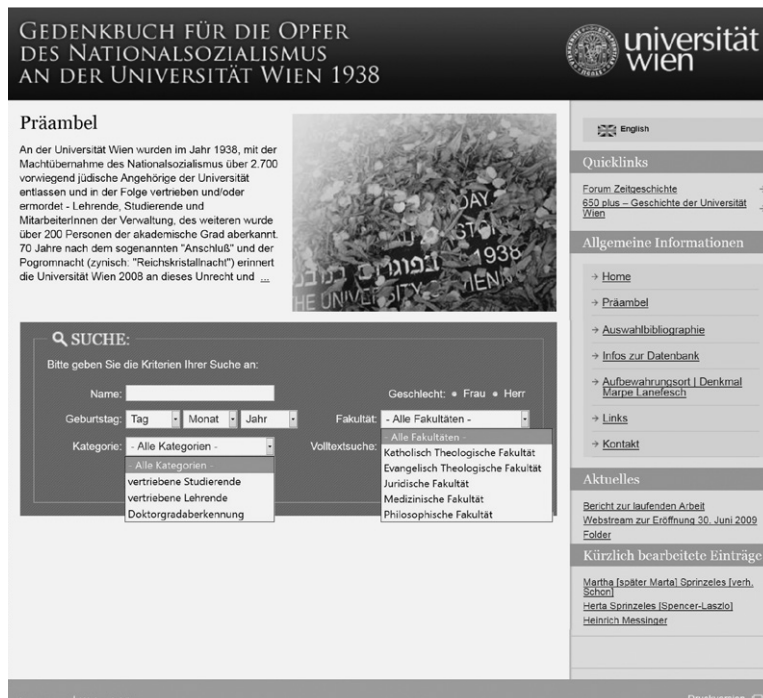 GEDENKBUCH FÜR DIE OPFER
DES NATIONALSOZIALISMUS
AN DER UNIVERSITÄT WIEN 1938
universität
wien
Präambel
An der Universität Wien wurden im Jahr 1938, mit der
Machtübernahme des Nationalsozialismus über 2.700
vorwiegend jüdische Angehörige der Universität
entlassen und in der Folge vertrieben und/oder
ermordet - Lehrende, Studierende und
MitarbeiterInnen der Verwaltung, des weiteren wurde
über 200 Personen der akademische Grad aberkannt.
70 Jahre nach dem sogenannten "Anschluß" und der
Pogromnacht (zynisch: "Reichskristallnacht") erinnert
die Universität Wien 2008 an dieses Unrecht und ...
DAY
1938
THE UNIVERSITY VIENN
SUCHE:
Bitte geben Sie die Kriterien Ihrer Suche an:
Name:
Geschlecht: Frau Herr
Geburtstag: Tag Monat Jahr
Fakultät: - Alle Fakultäten -
Kategorie: - Alle Kategorien -
Volltextsuche:
- Alle Kategorien -
vertriebene Studierende
vertriebene Lehrende
Doktorgradaberkennung
- Alle Fakultäten -
Katholisch Theologische Fakultät
Evangelisch Theologische Fakultät
Juridische Fakultät
Medizinische Fakultät
Philosophische Fakultät
English
Quicklinks
Forum Zeitgeschichte
650 plus – Geschichte der Universität
Wien
Allgemeine Informationen
→ Home
→ Präambel
→ Auswahlbibliographie
→ Infos zur Datenbank
→ Aufbewahrungsort | Denkmal
Marpe Lanefesch
→ Links
→ Kontakt
Aktuelles
Bericht zur laufenden Arbeit
Webstream zur Eröffnung 30. Juni 2009
Folder
Kürzlich bearbeitete Einträge
Martha [später Marta] Sprinzeles [verh.
Schon]
Herta Sprinzeles [Spencer-Laszlo]
Heinrich Messinger
Druckversion